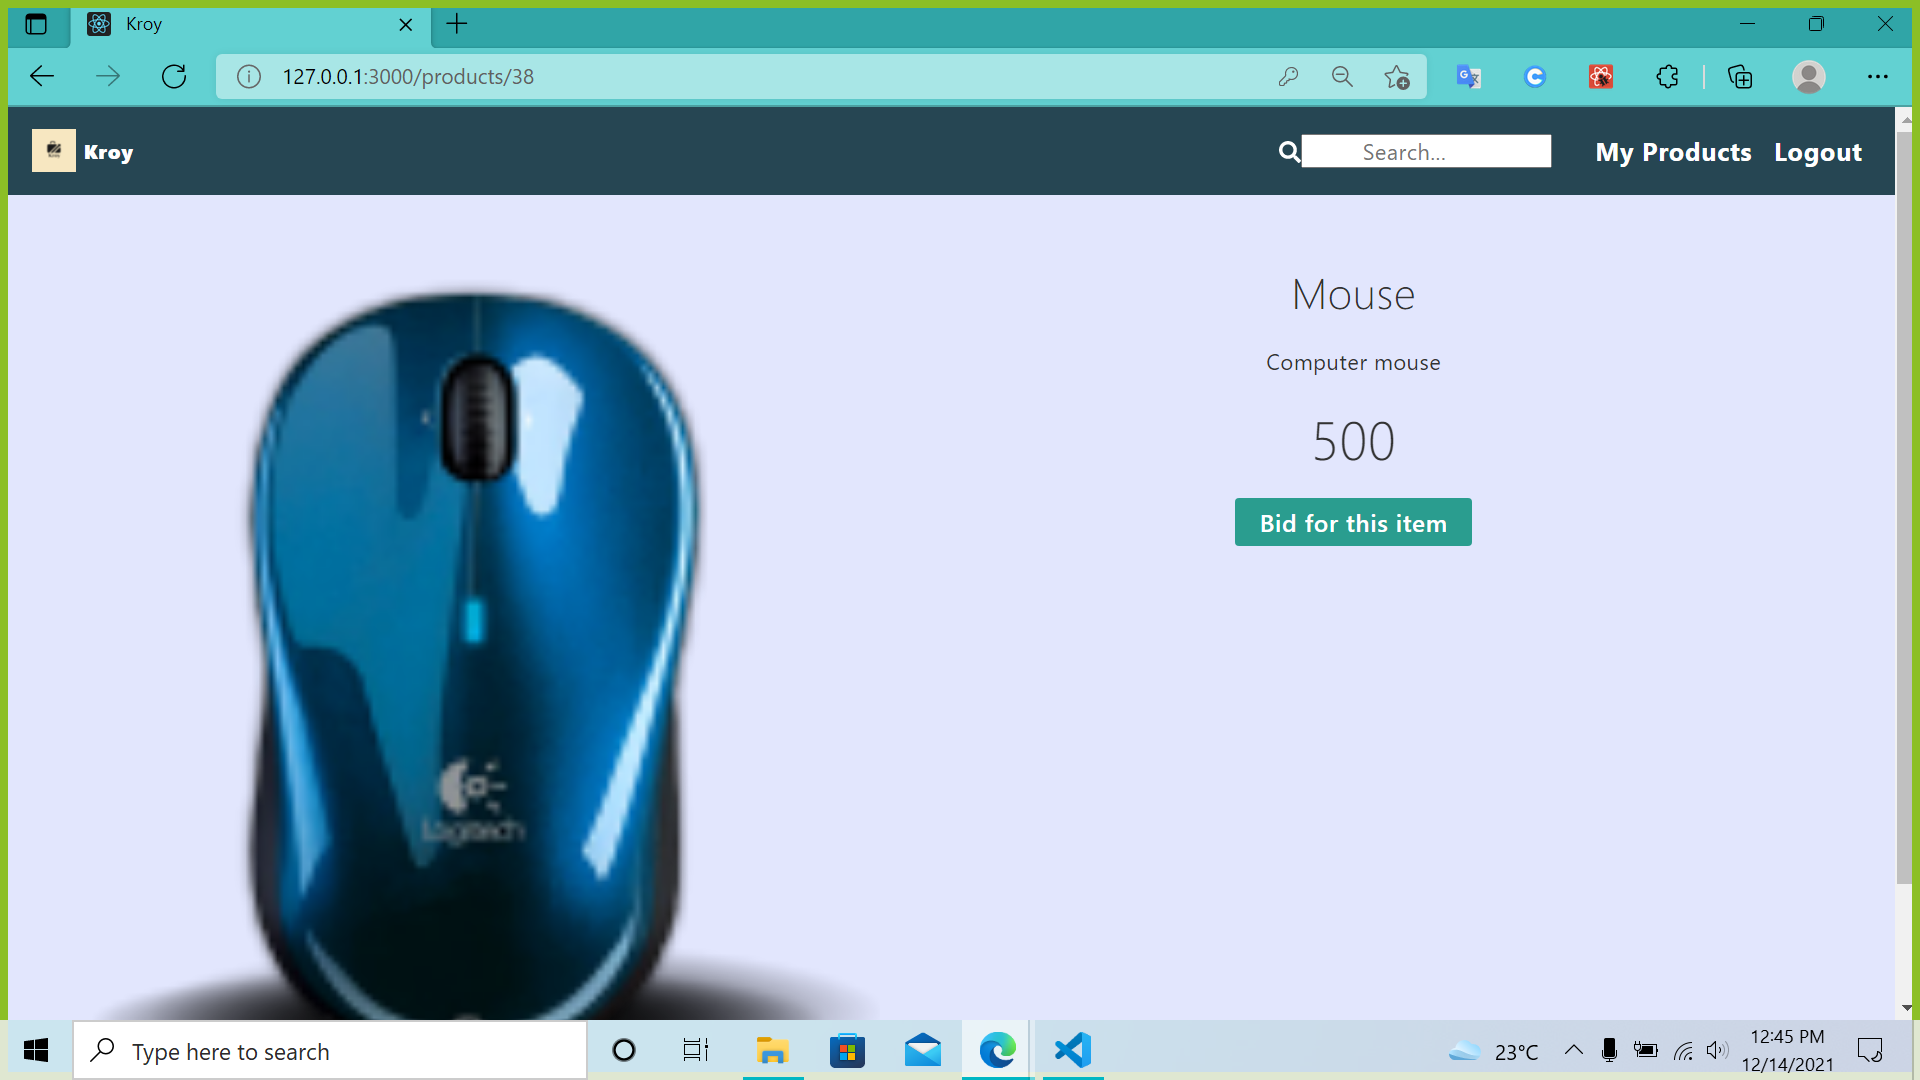 Kroy
127.0.0.1:3000/products/38
Kroy
Search...
My Products
Logout
Mouse
Computer mouse
500
Bid for this item
Logitech
Type here to search
23°C
12:45 PM
12/14/2021